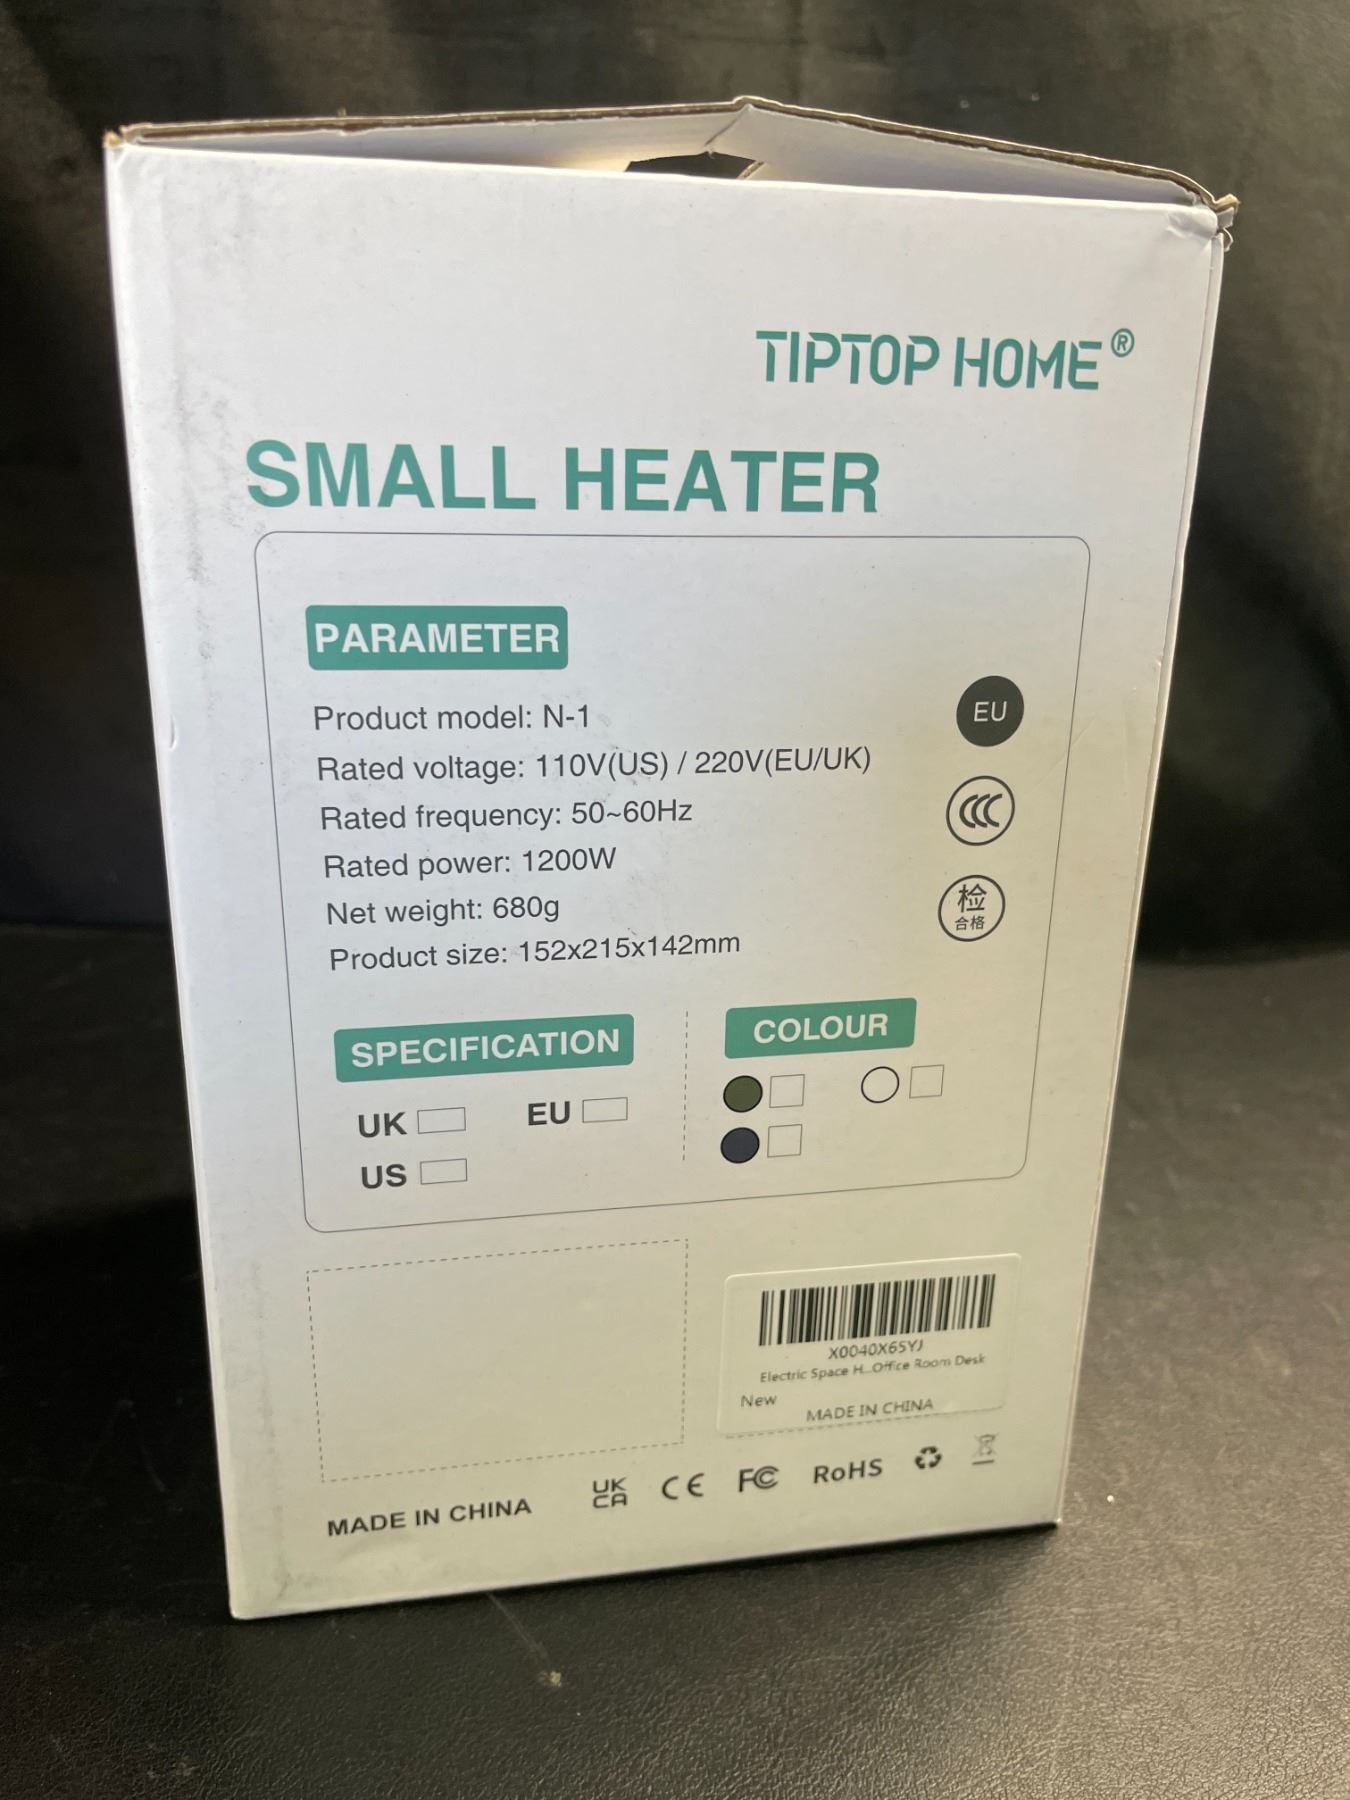 TIPTOP HOME®
SMALL HEATER
PARAMETER
Product model: N-1
Rated voltage: 110V(US) / 220V(EU/UK)
Rated frequency: 50~60Hz
Rated power: 1200W
Net weight: 680g
Product size: 152x215x142mm
EU
CCC
检
合格
SPECIFICATION
UK
EU
US
COLOUR
X0040X65YJ
Electric Space H...Office Room Desk
New
MADE IN CHINA
MADE IN CHINA
UK
CA
CE
FC
RoHS